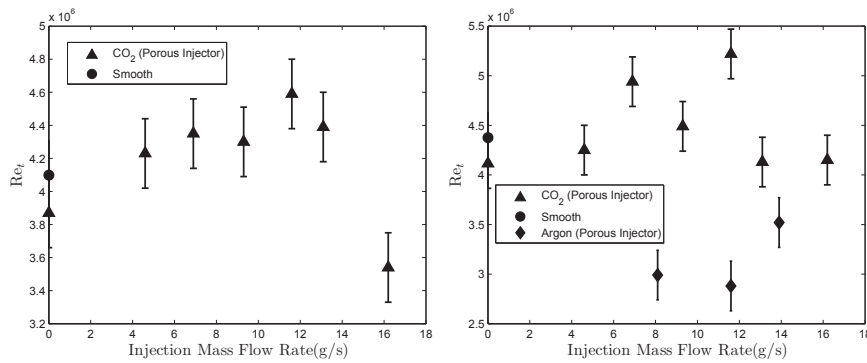 x 10^6
5
4.8
4.6
4.4
4.2
4
3.8
3.6
3.4
3.2
Re_t
CO_2 (Porous Injector)
Smooth
0 2 4 6 8 10 12 14 16 18
Injection Mass Flow Rate(g/s)
x 10^6
5.5
5
4.5
4
3.5
3
2.5
Re_t
CO_2 (Porous Injector)
Smooth
Argon (Porous Injector)
0 2 4 6 8 10 12 14 16 18
Injection Mass Flow Rate(g/s)